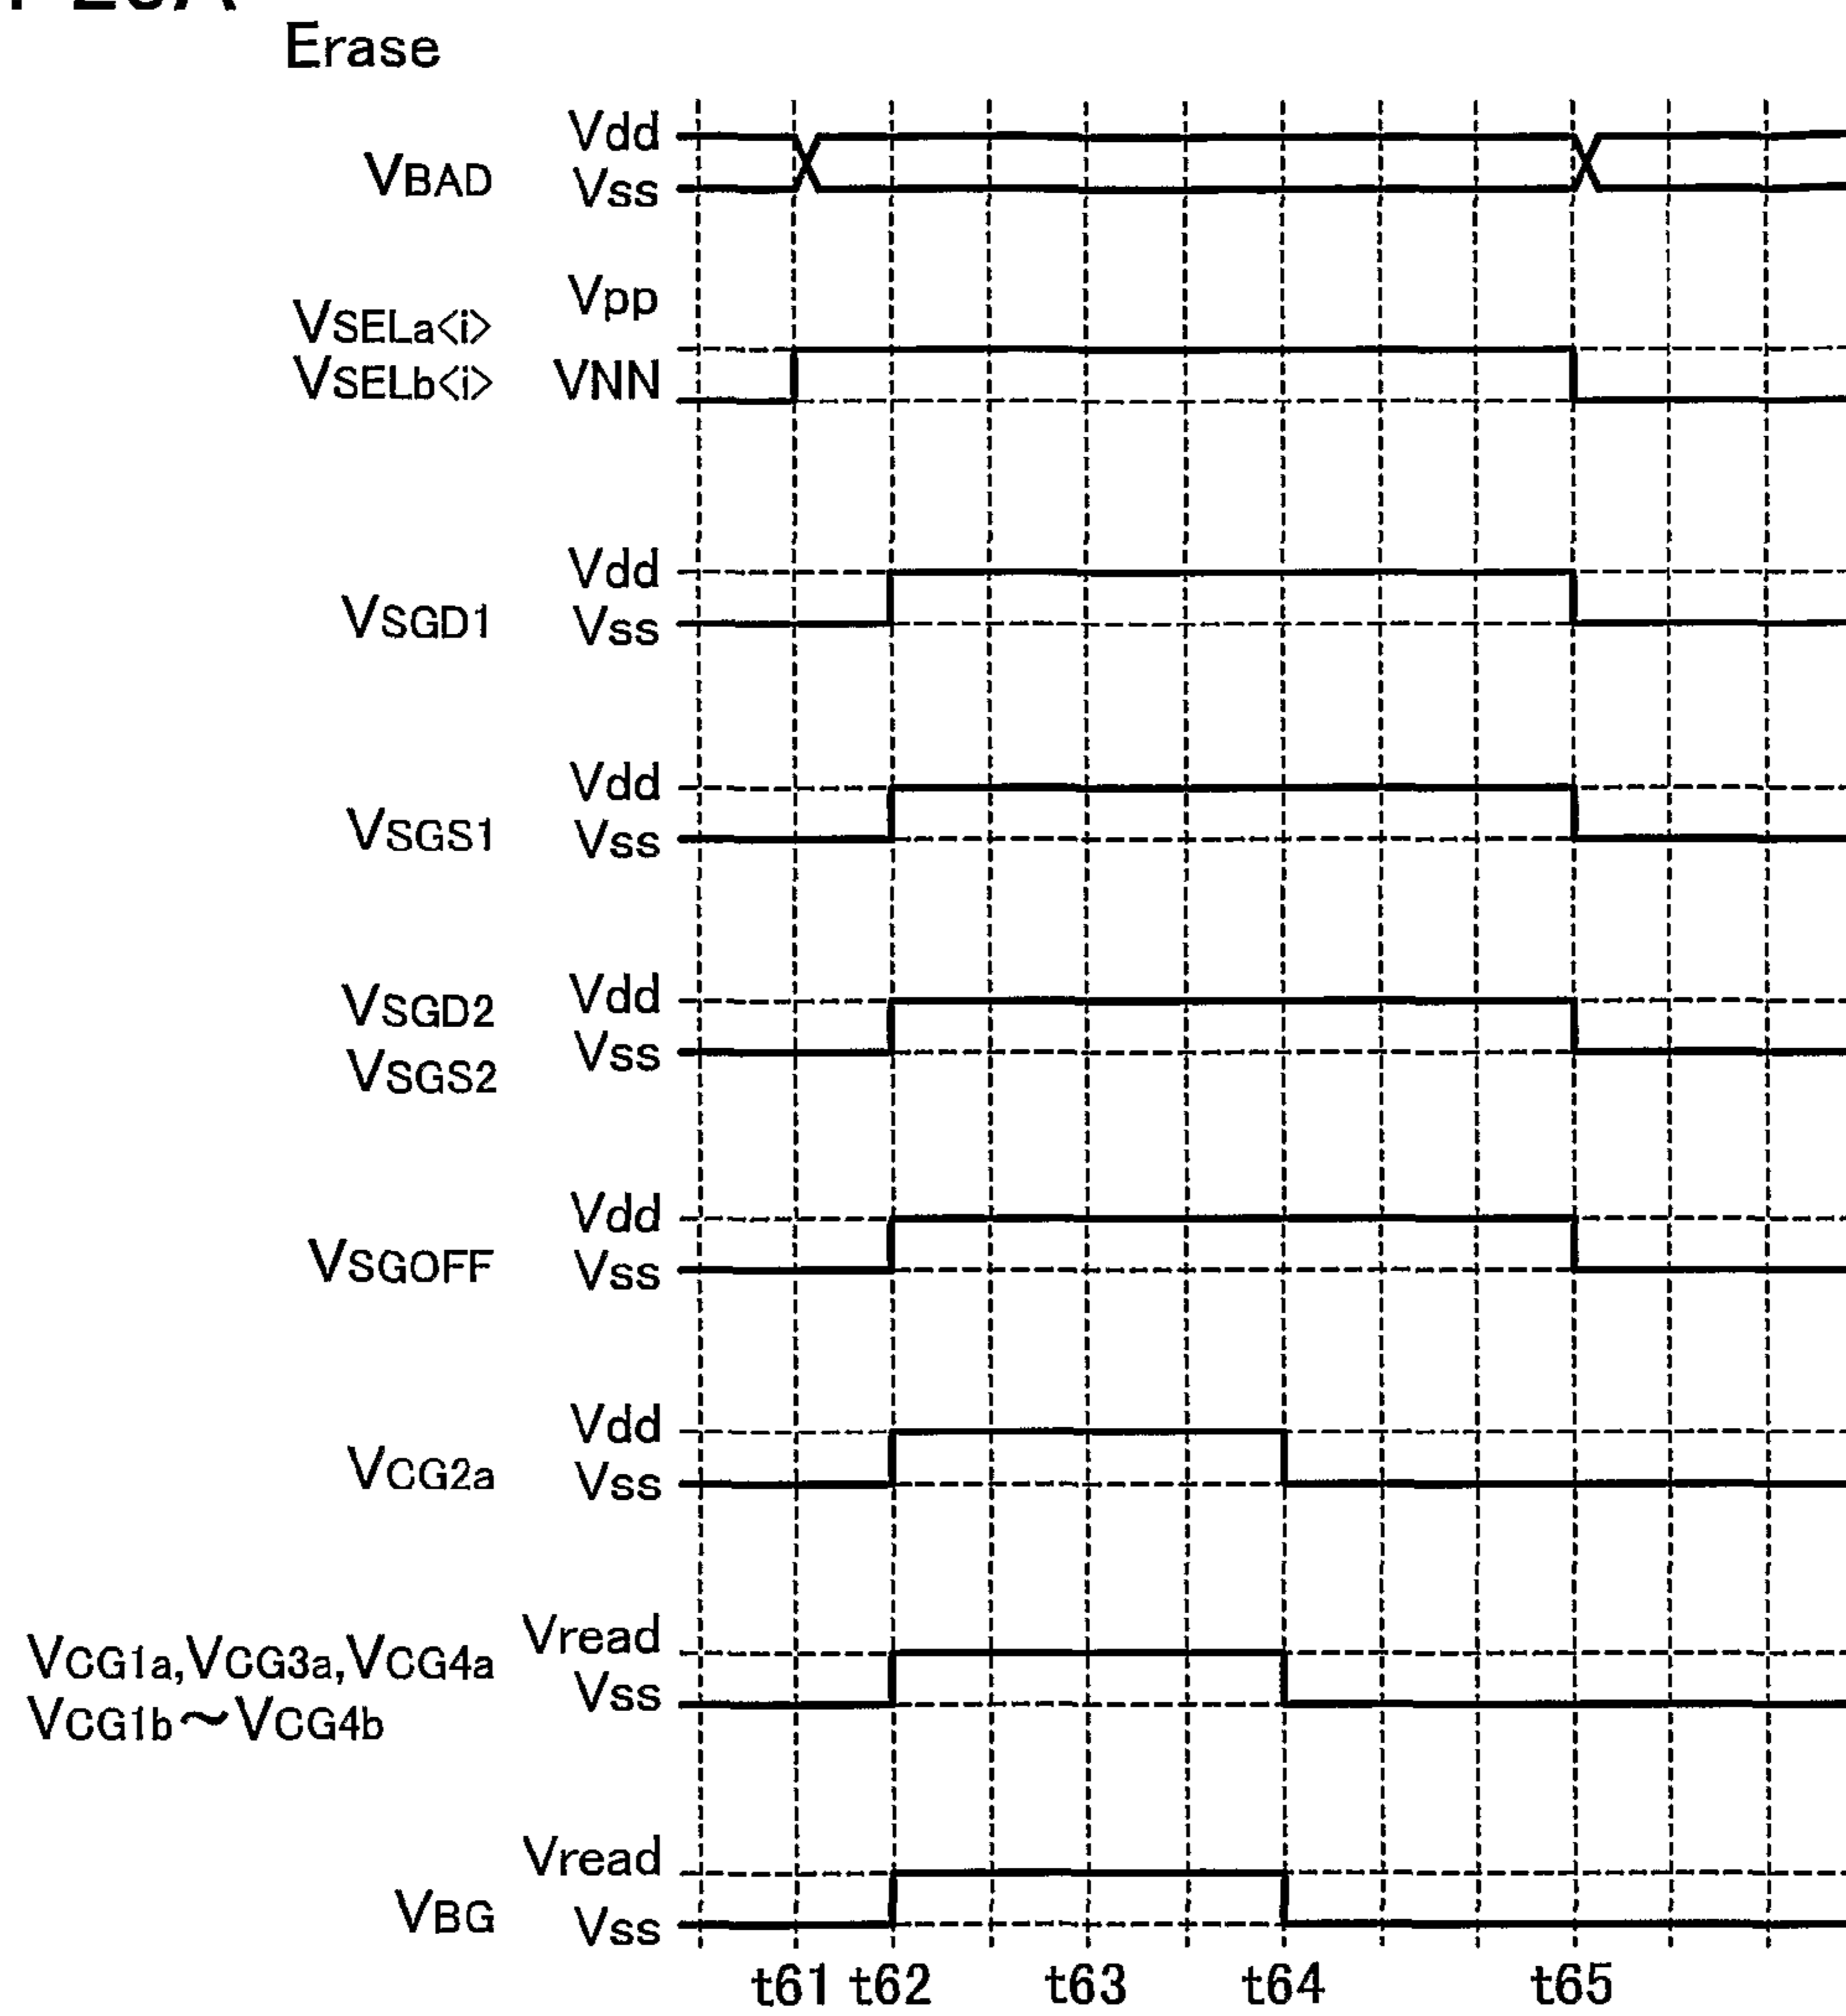 Erase
VBAD Vdd
Vss
VSELa<i> Vpp
VSELb<i> VNN
VSGD1 Vdd
Vss
VSGS1 Vdd
Vss
VSGD2 Vdd
VSGS2 Vss
VSGOFF Vdd
Vss
VCG2a Vdd
Vss
VCG1a,VCG3a,VCG4a Vread
VCG1b~VCG4b Vss
VBG Vread
Vss
t61 t62 t63 t64 t65